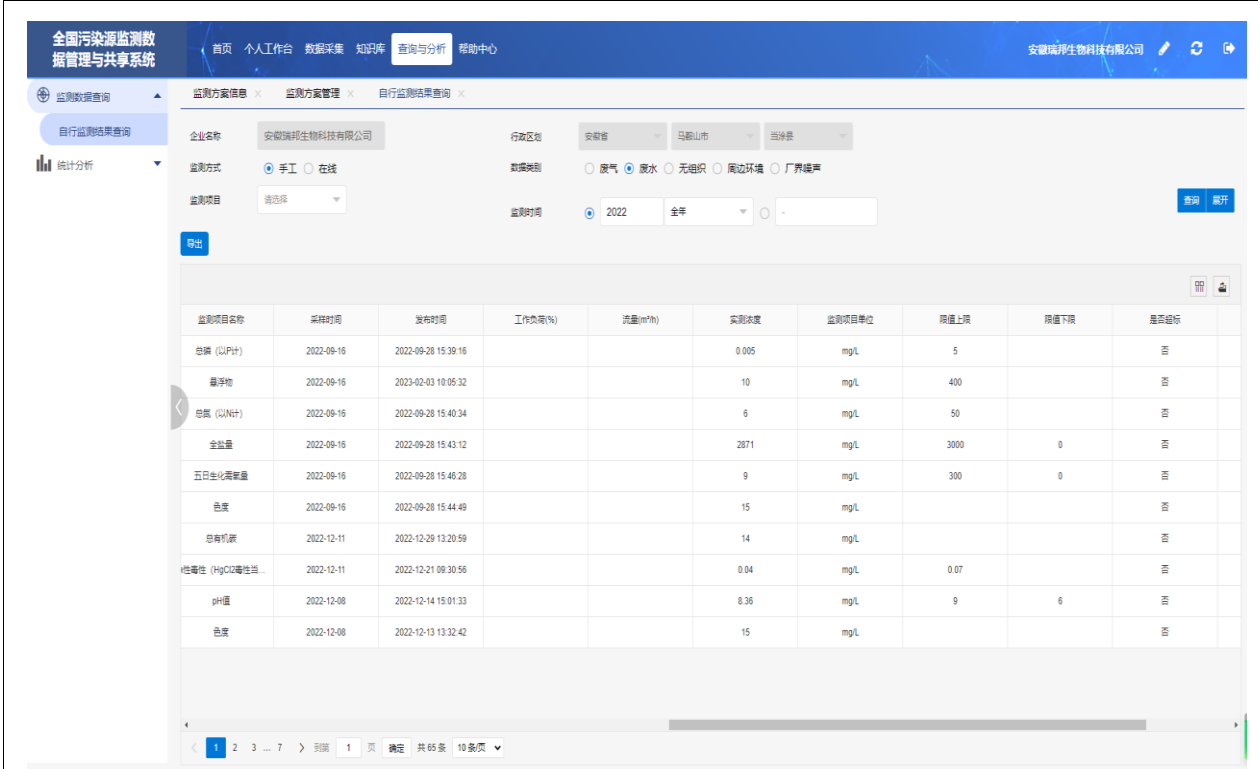 全国污染源监测数
据管理与共享系统
首页 个人工作台 数据采集 知识库 查询与分析 帮助中心
安徽瑞邦生物科技有限公司
监测数据查询
自行监测结果查询
统计分析
监测方案信息 × 监测方案管理 × 自行监测结果查询 ×
企业名称 安徽瑞邦生物科技有限公司 行政区划 安徽省 马鞍山市 当涂县
监测方式 手工 在线 数据类别 废气 废水 无组织 周边环境 厂界噪声
监测项目 请选择 监测时间 2022 全年 -
查询 展开
导出
监测项目名称 采样时间 发布时间 工作负荷(%) 流量(m³/h) 实测浓度 监测项目单位 限值上限 限值下限 是否超标
总磷（以P计） 2022-09-16 2022-09-28 15:39:16 0.005 mg/L 5 否
悬浮物 2022-09-16 2023-02-03 10:05:32 10 mg/L 400 否
总氮（以N计） 2022-09-16 2022-09-28 15:40:34 6 mg/L 50 否
全盐量 2022-09-16 2022-09-28 15:43:12 2871 mg/L 3000 0 否
五日生化需氧量 2022-09-16 2022-09-28 15:46:28 9 mg/L 300 0 否
色度 2022-09-16 2022-09-28 15:44:49 15 mg/L 否
总有机碳 2022-12-11 2022-12-29 13:20:59 14 mg/L 否
性毒性（HgCl2毒性当... 2022-12-11 2022-12-21 09:30:56 0.04 mg/L 0.07 否
pH值 2022-12-08 2022-12-14 15:01:33 8.36 mg/L 9 6 否
色度 2022-12-08 2022-12-13 13:32:42 15 mg/L 否
1 2 3 ... 7 到第 1 页 确定 共65条 10条/页